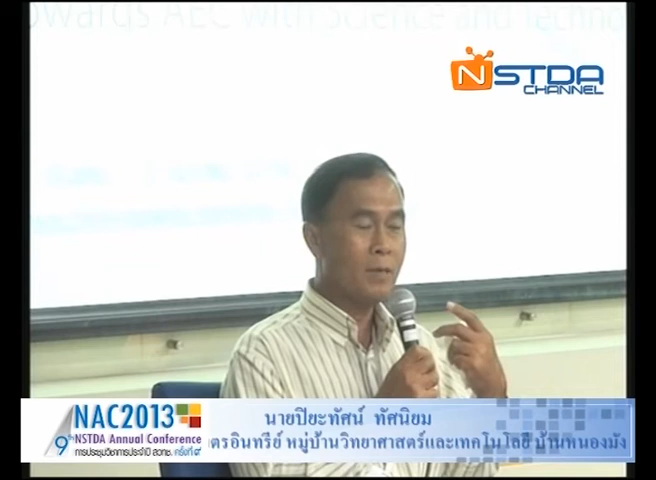 owards AEC with Science and Techno
NSTDA
CHANNEL
NAC2013
9th NSTDA Annual Conference
การประชุมวิชาการประจำปี สวทช. ครั้งที่ ๙
นายปิยะทัศน์ ทัศนิยม
ตรอินทรีย์ หมู่บ้านวิทยาศาสตร์และเทคโนโลยี บ้านหนองมัง